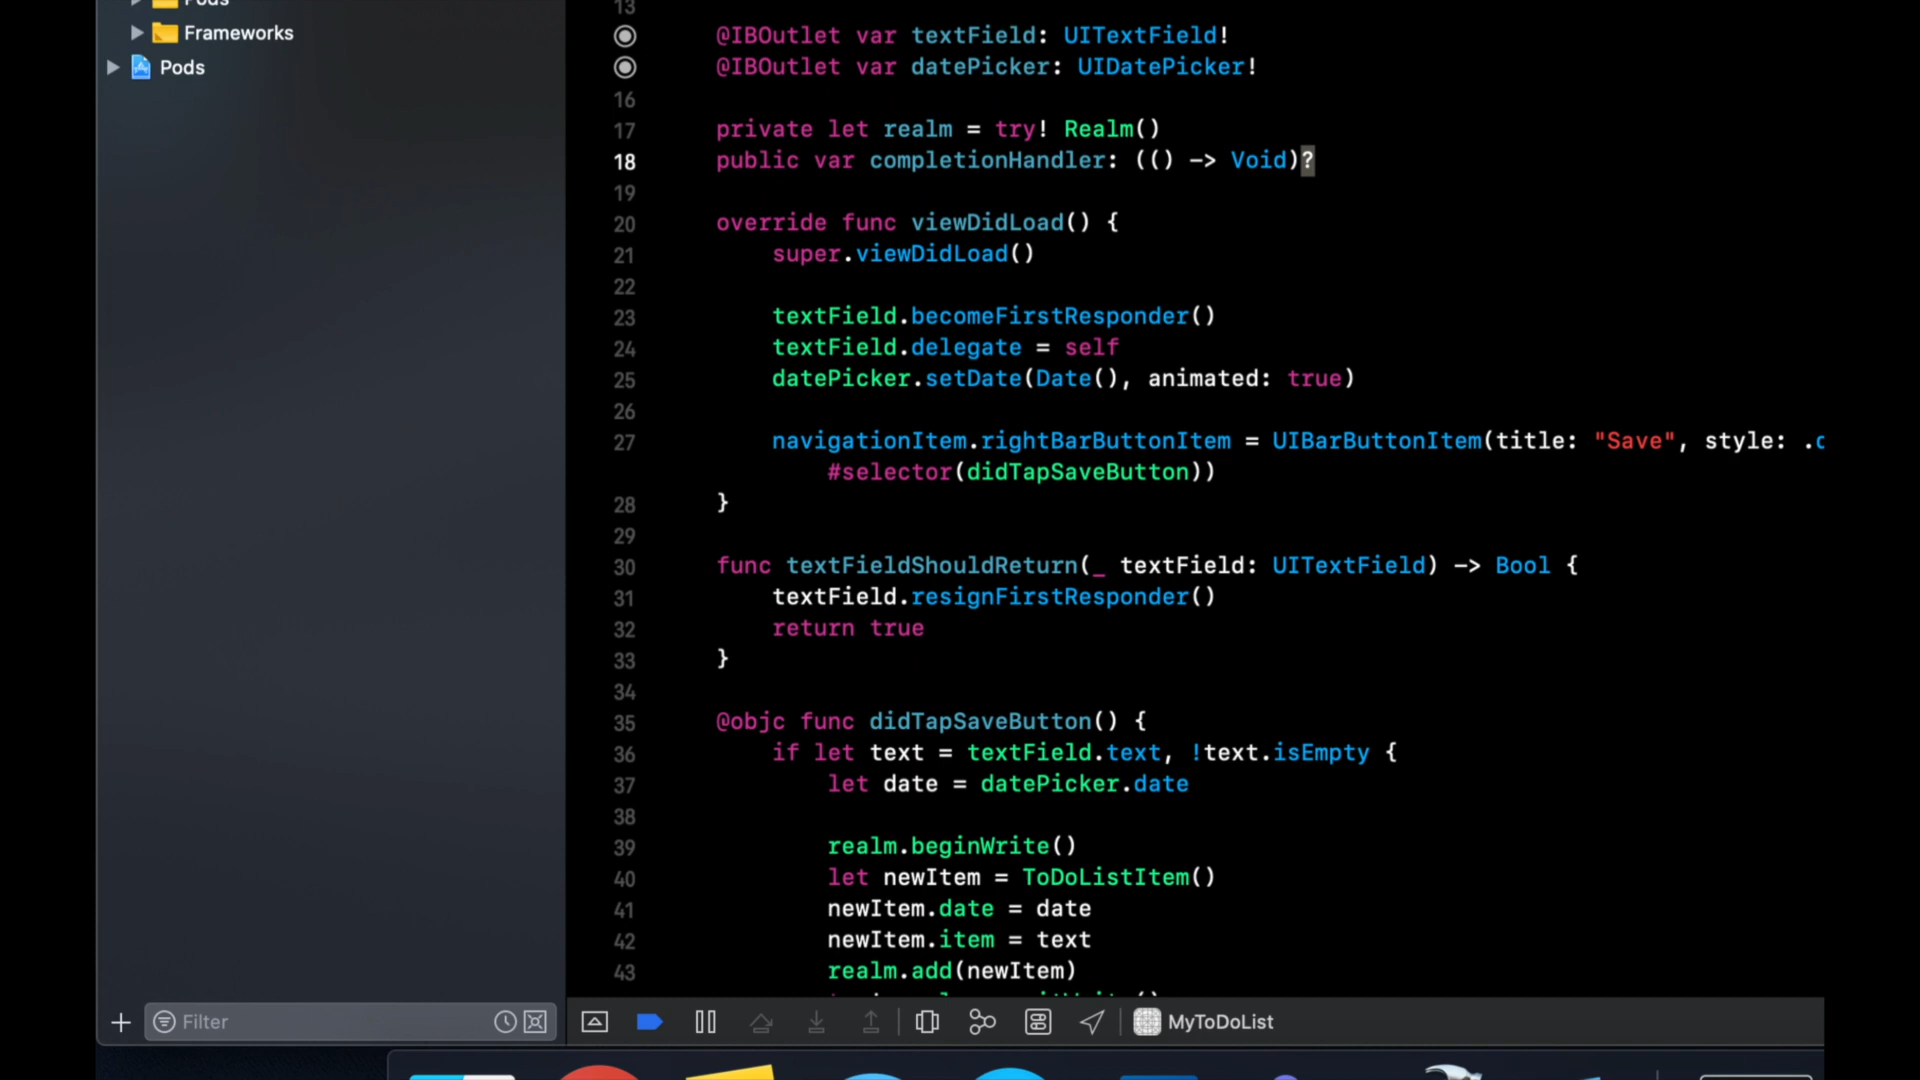 Pods
Frameworks
Pods
13
@IBOutlet var textField: UITextField!
@IBOutlet var datePicker: UIDatePicker!
16
17 private let realm = try! Realm()
18 public var completionHandler: (() -> Void)?
19
20 override func viewDidLoad() {
21 super.viewDidLoad()
22
23 textField.becomeFirstResponder()
24 textField.delegate = self
25 datePicker.setDate(Date(), animated: true)
26
27 navigationItem.rightBarButtonItem = UIBarButtonItem(title: "Save", style: .
#selector(didTapSaveButton))
28 }
29
30 func textFieldShouldReturn(_ textField: UITextField) -> Bool {
31 textField.resignFirstResponder()
32 return true
33 }
34
35 @objc func didTapSaveButton() {
36 if let text = textField.text, !text.isEmpty {
37 let date = datePicker.date
38
39 realm.beginWrite()
40 let newItem = ToDoListItem()
41 newItem.date = date
42 newItem.item = text
43 realm.add(newItem)
Filter
MyToDoList